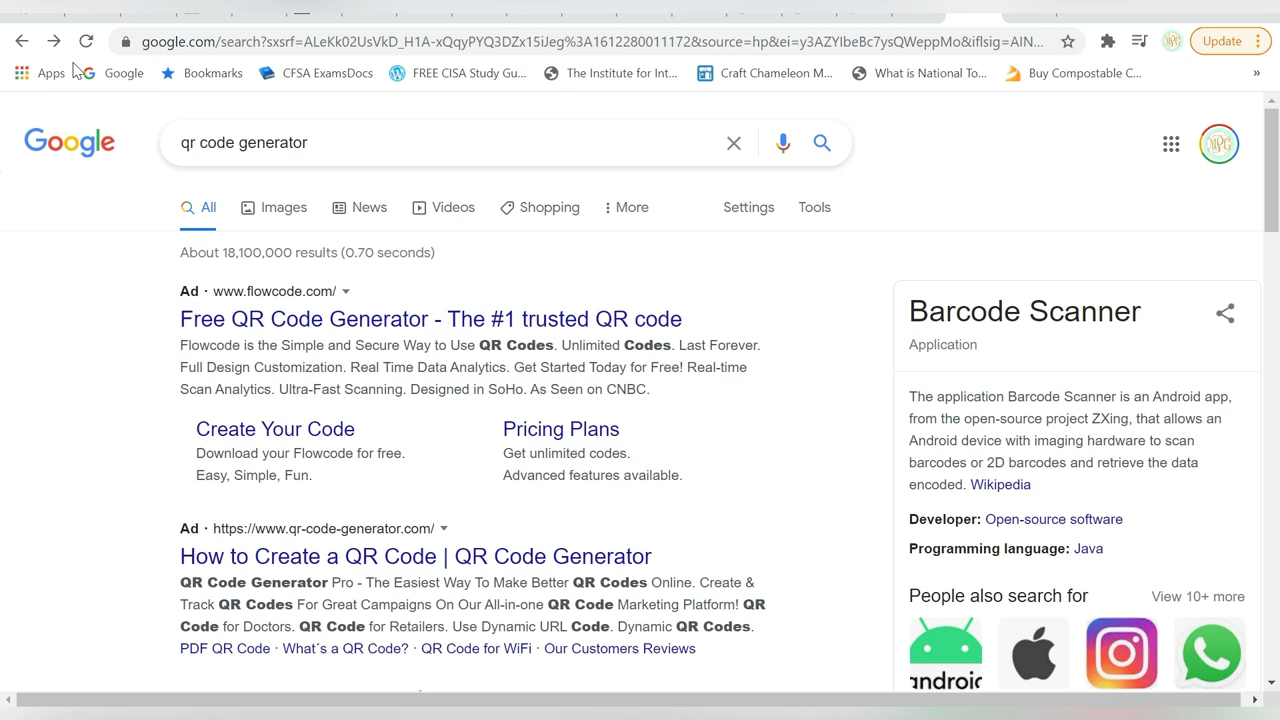 google.com/search?sxsrf=ALeKk02UsVkD_H1A-xQqyPYQ3D7z15iJeg%3A1612280011172&source=hp&ei=y3AZYIbeBc7ysQWeppMo&iflsig=AIN...
Update
Apps
Google
Bookmarks
CFSA ExamsDocs
FREE CIA Study Gu...
The Institute for Int...
Craft Chameleon M...
What is National To...
Buy Compostable C...
»
Google
qr code generator
All
Images
News
Videos
Shopping
More
Settings
Tools
About 18,100,000 results (0.70 seconds)
Ad · www.flowcode.com/
Free QR Code Generator - The #1 trusted QR code
Flowcode is the Simple and Secure Way to Use QR Codes. Unlimited Codes. Last Forever.
Full Design Customization. Real Time Data Analytics. Get Started Today for Free! Real-time
Scan Analytics. Ultra-Fast Scanning. Designed in SoHo. As Seen on CNBC.
Create Your Code
Download your Flowcode for free.
Easy, Simple, Fun.
Pricing Plans
Get unlimited codes.
Advanced features available.
Ad · https://www.qr-code-generator.com/
How to Create a QR Code | QR Code Generator
QR Code Generator Pro - The Easiest Way To Make Better QR Codes Online. Create &
Track QR Codes For Great Campaigns On Our All-in-one QR Code Marketing Platform! QR
Code for Doctors. QR Code for Retailers. Use Dynamic URL Code. Dynamic QR Codes.
PDF QR Code · What´s a QR Code? · QR Code for WiFi · Our Customers Reviews
Barcode Scanner
Application
The application Barcode Scanner is an Android app,
from the open-source project ZXing, that allows an
Android device with imaging hardware to scan
barcodes or 2D barcodes and retrieve the data
encoded. Wikipedia
Developer: Open-source software
Programming language: Java
People also search for
View 10+ more
android